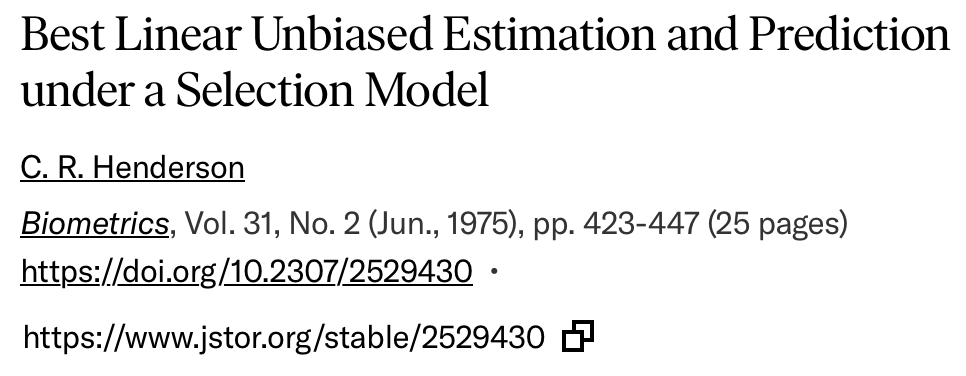 Best Linear Unbiased Estimation and Prediction
under a Selection Model
C. R. Henderson
Biometrics, Vol. 31, No. 2 (Jun., 1975), pp. 423-447 (25 pages)
https://doi.org/10.2307/2529430 •
https://www.jstor.org/stable/2529430